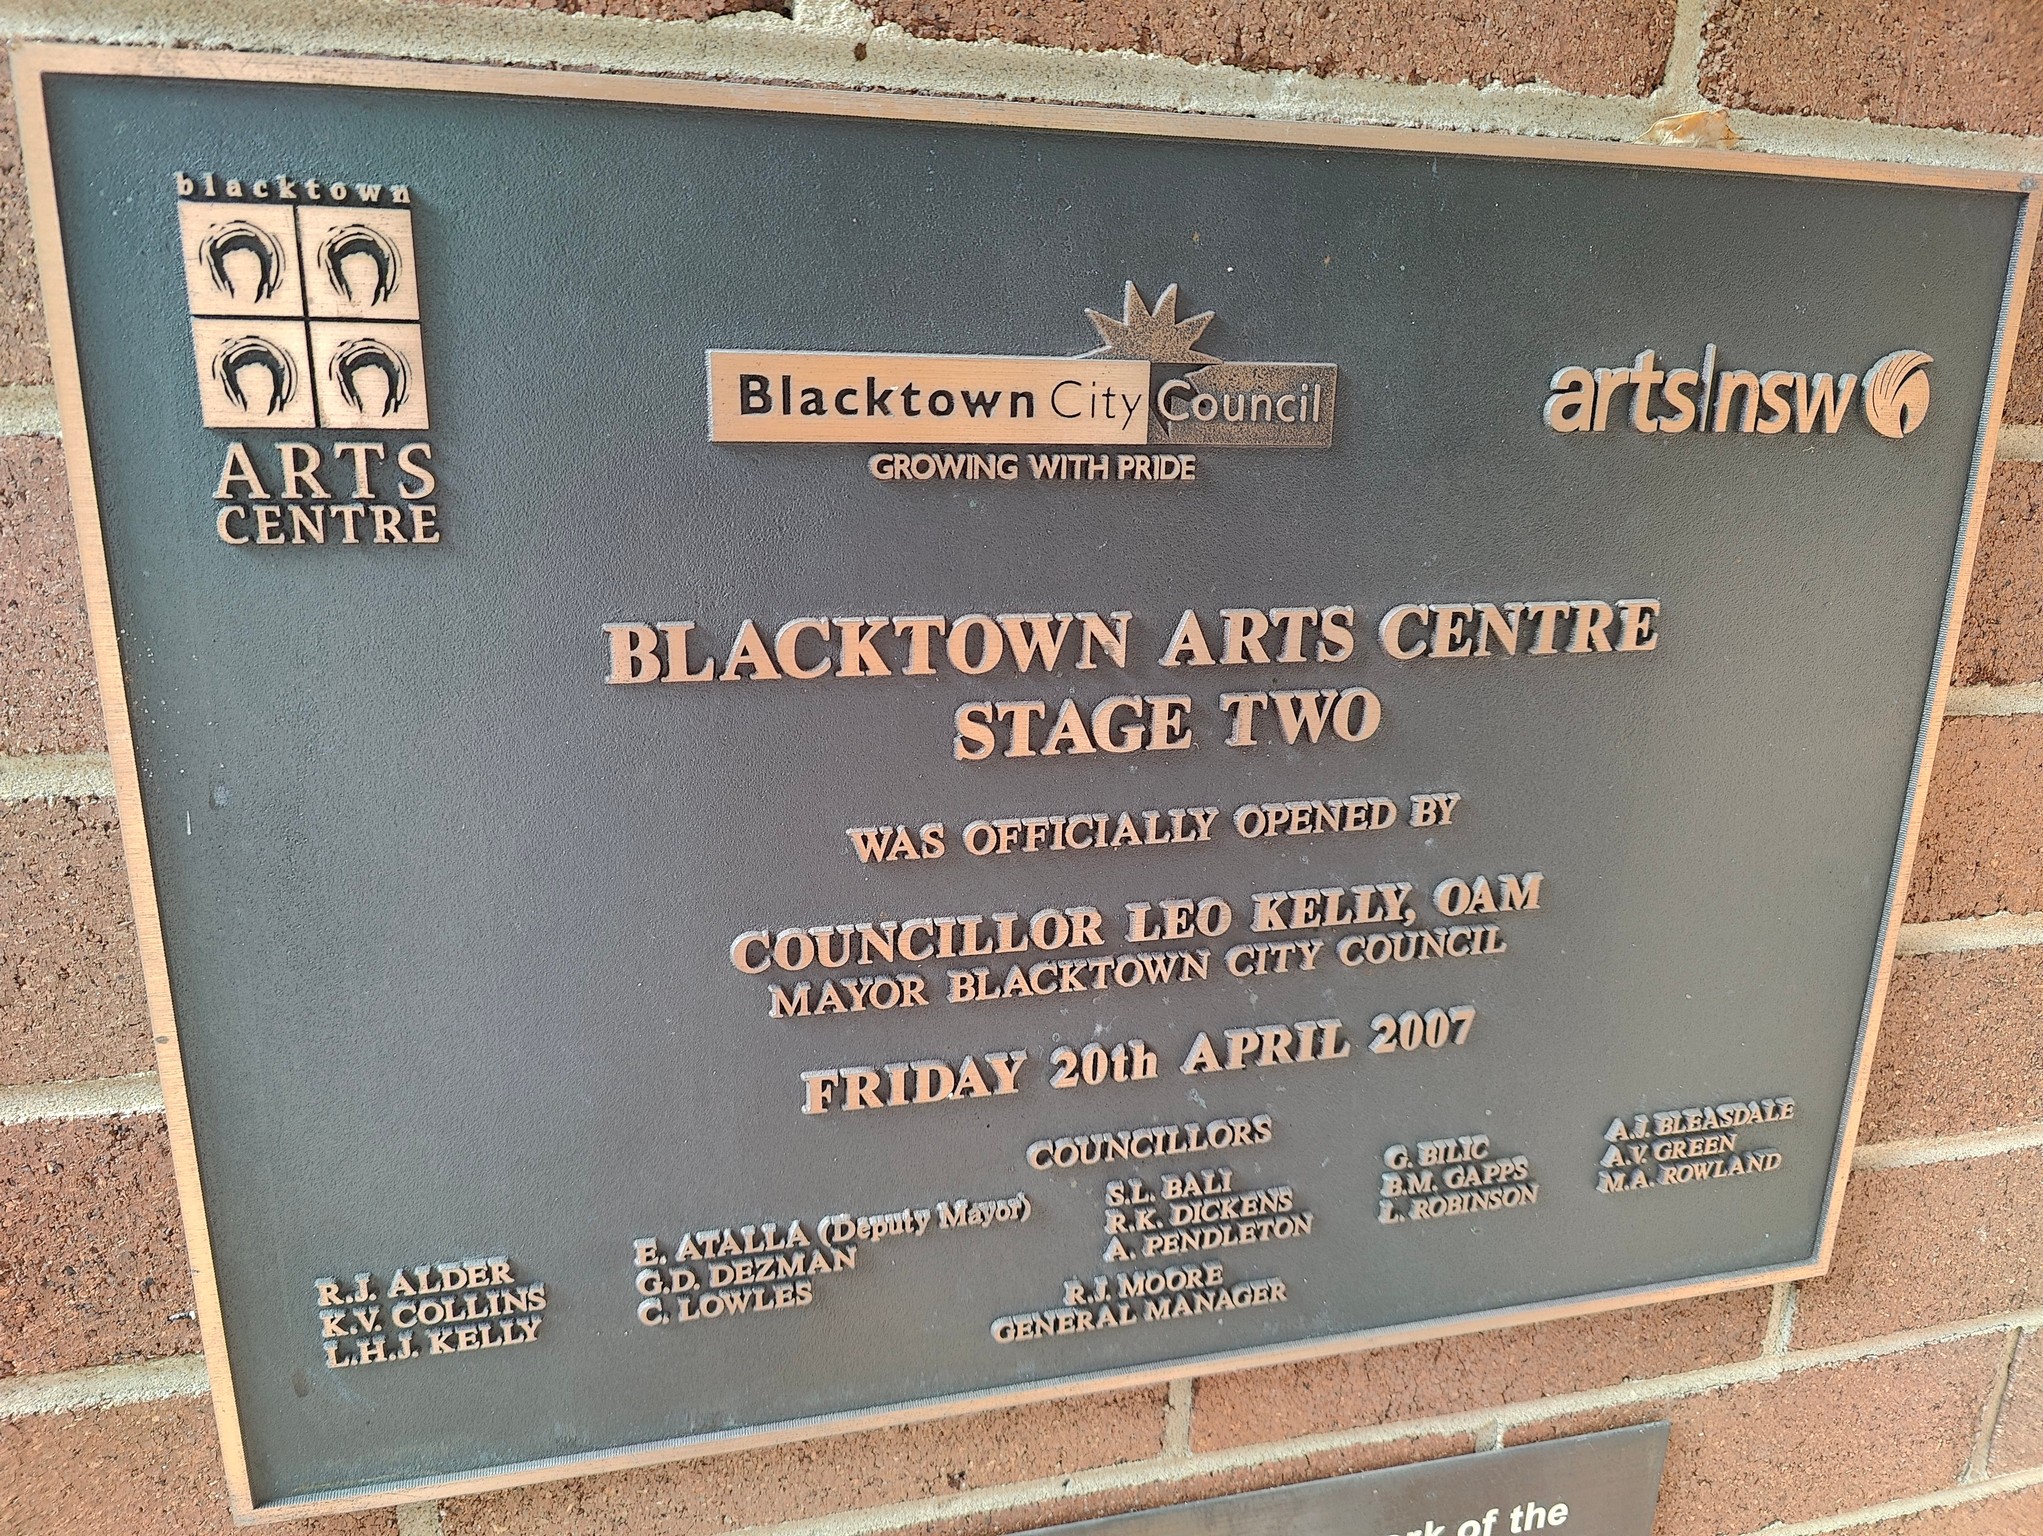 blacktown
ARTS
CENTRE
Blacktown City Council
GROWING WITH PRIDE
arts|nsw
BLACKTOWN ARTS CENTRE
STAGE TWO
WAS OFFICIALLY OPENED BY
COUNCILLOR LEO KELLY, OAM
MAYOR BLACKTOWN CITY COUNCIL
FRIDAY 20th APRIL 2007
COUNCILLORS
R.J. ALDER
K.V. COLLINS
L.H.J. KELLY
E. ATALLA (Deputy Mayor)
G.D. DEZMAN
C. LOWLES
S.L. BALI
R.K. DICKENS
A. PENDLETON
G. BILIC
B.M. GAPPS
L. ROBINSON
A.J. BLEASDALE
A.V. GREEN
M.A. ROWLAND
R.J. MOORE
GENERAL MANAGER
of the